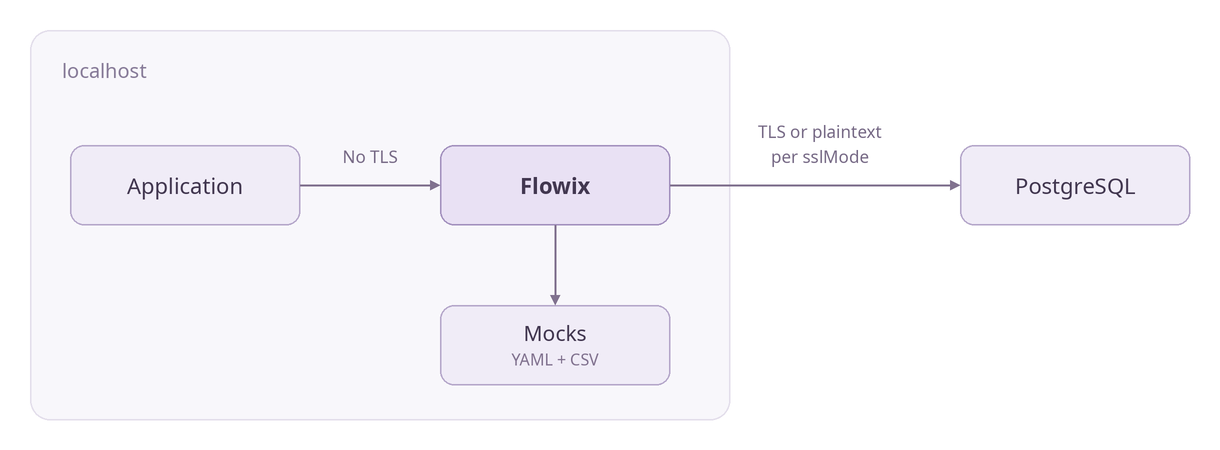 localhost
Application
No TLS
Flowix
TLS or plaintext
per sslMode
PostgreSQL
Mocks
YAML + CSV